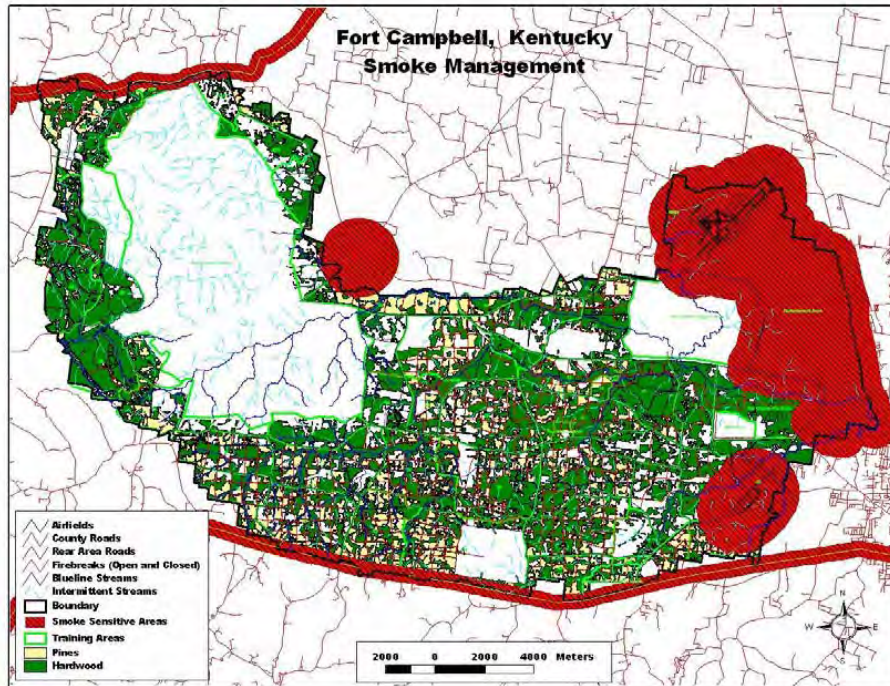 Fort Campbell, Kentucky
Smoke Management
Airfields
County Roads
Rear Area Roads
Firebreaks (Open and Closed)
Blueline Streams
Intermittent Streams
Boundary
Smoke Sensitive Areas
Training Areas
Pines
Hardwood
2000 0 2000 4000 Meters
N
W E
S